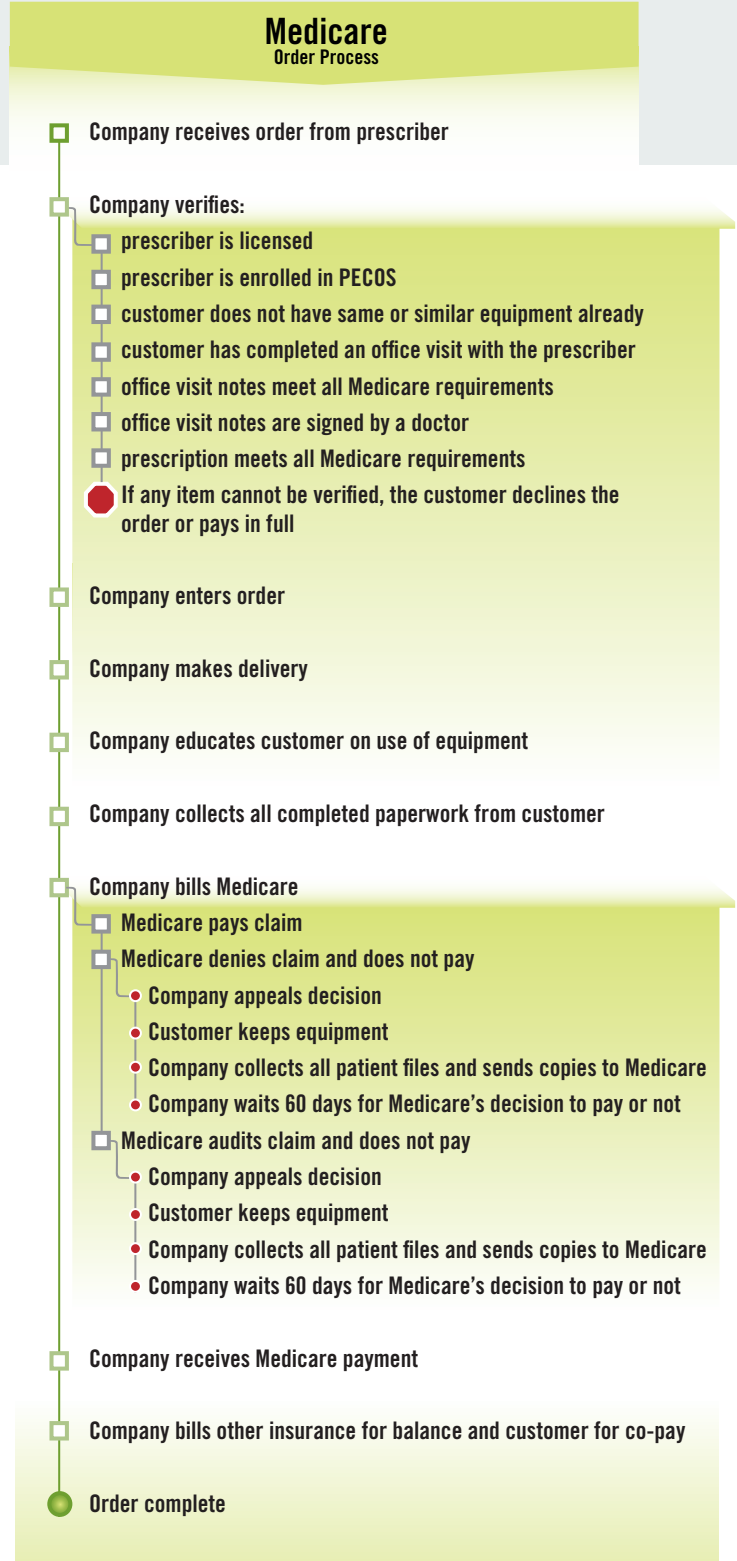 Medicare
Order Process
Company receives order from prescriber
Company verifies:
prescriber is licensed
prescriber is enrolled in PECOS
customer does not have same or similar equipment already
customer has completed an office visit with the prescriber
office visit notes meet all Medicare requirements
office visit notes are signed by a doctor
prescription meets all Medicare requirements
If any item cannot be verified, the customer declines the
order or pays in full
Company enters order
Company makes delivery
Company educates customer on use of equipment
Company collects all completed paperwork from customer
Company bills Medicare
Medicare pays claim
Medicare denies claim and does not pay
Company appeals decision
Customer keeps equipment
Company collects all patient files and sends copies to Medicare
Company waits 60 days for Medicare's decision to pay or not
Medicare audits claim and does not pay
Company appeals decision
Customer keeps equipment
Company collects all patient files and sends copies to Medicare
Company waits 60 days for Medicare's decision to pay or not
Company receives Medicare payment
Company bills other insurance for balance and customer for co-pay
Order complete